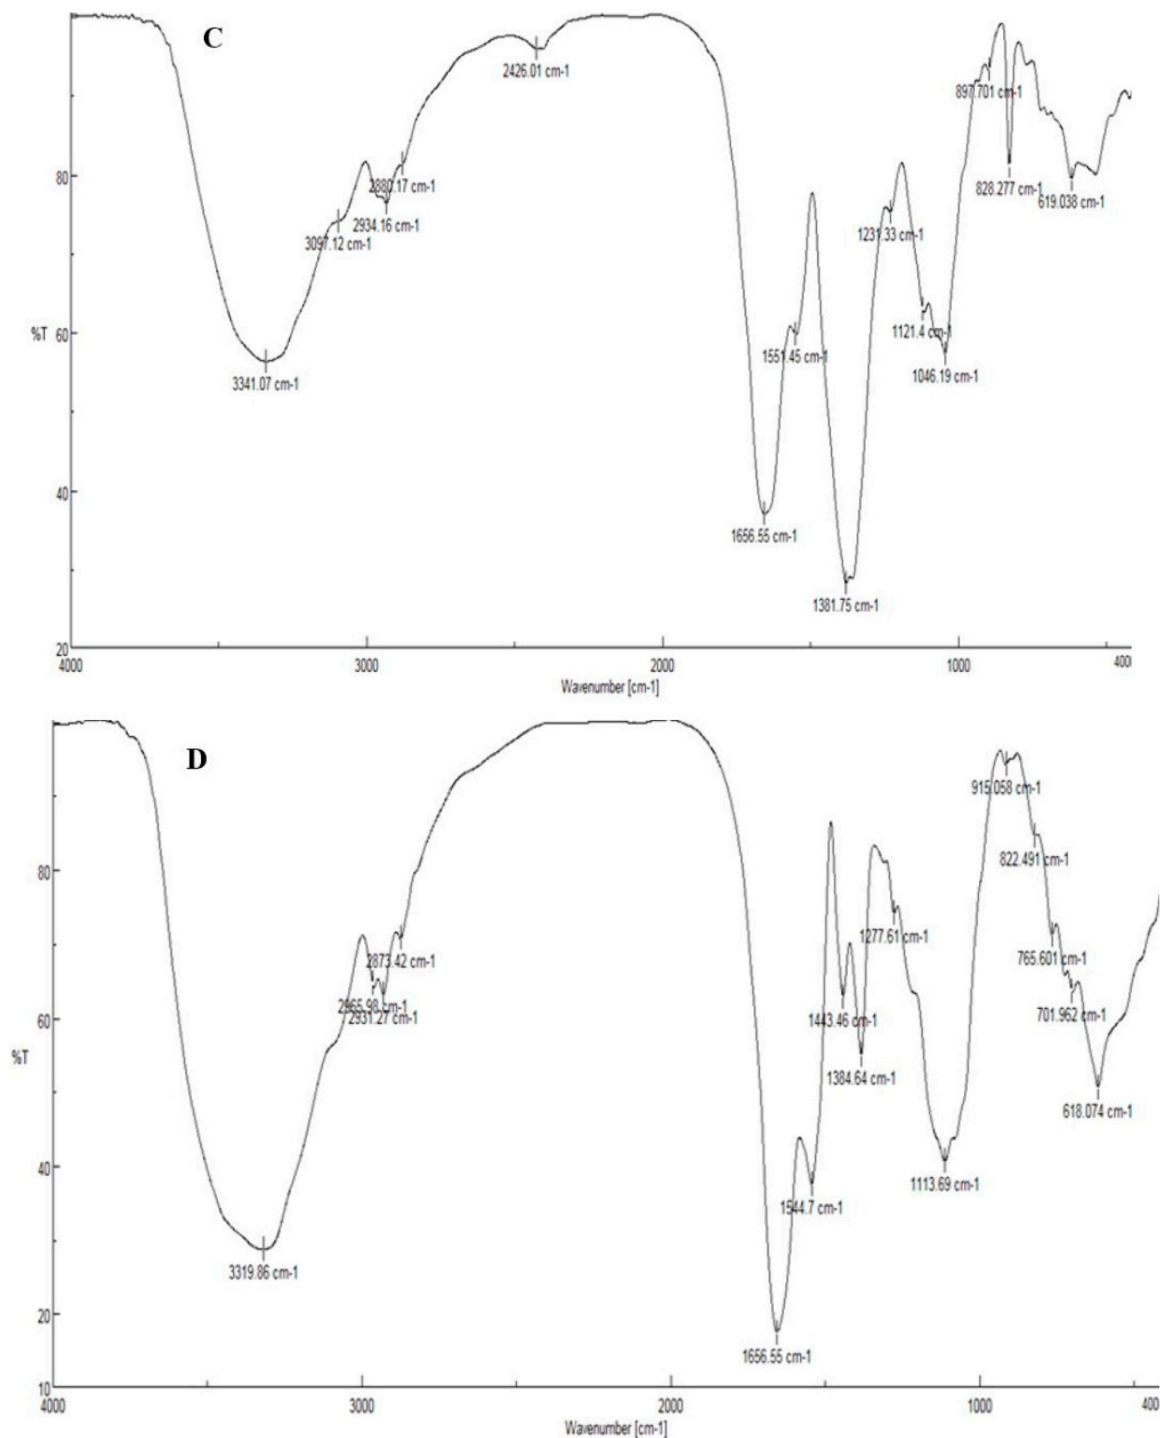 C
2426.01 cm-1
897.701 cm-1
80
2880.17 cm-1
828.277 cm-1
619.038 cm-1
2934.16 cm-1
1231.33 cm-1
3097.12 cm-1
%T 60
1121.4 cm-1
1551.45 cm-1
1046.19 cm-1
3341.07 cm-1
40
1656.55 cm-1
1381.75 cm-1
20
4000 3000 2000 1000 400
Wavenumber [cm-1]
D
915.058 cm-1
80
822.491 cm-1
1277.61 cm-1
2873.42 cm-1
765.601 cm-1
2965.98 cm-1
1443.46 cm-1
701.962 cm-1
60
2931.27 cm-1
%T
1384.64 cm-1
618.074 cm-1
40
1113.69 cm-1
1544.7 cm-1
3319.86 cm-1
20
1656.55 cm-1
10
4000 3000 2000 1000 400
Wavenumber [cm-1]